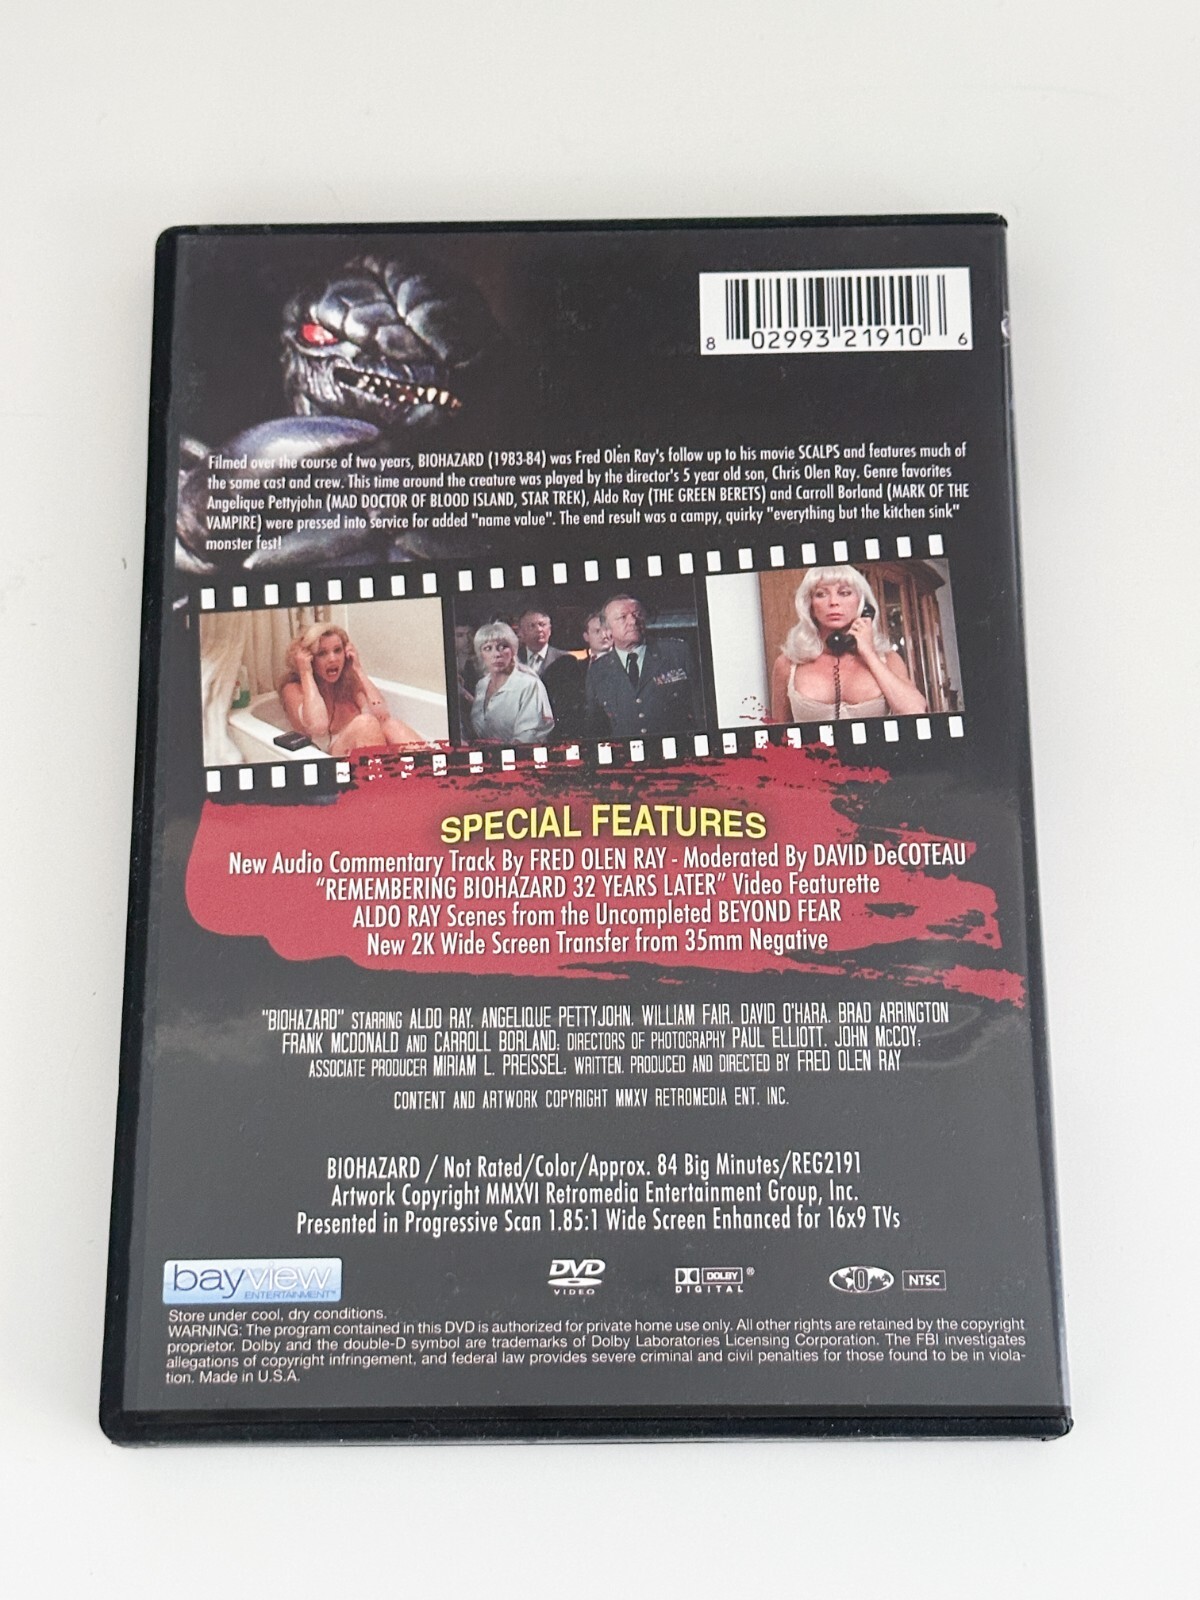 8 02993 21910 6
Filmed over the course of two years, BIOHAZARD (1983-84) was Fred Olen Ray's follow up to his movie SCALPS and features much of
the same cast and crew. This time around the creature was played by the director's 5 year old son, Chris Olen Ray. Genre favorites
Angelique Pettyjohn (MAD DOCTOR OF BLOOD ISLAND, STAR TREK), Aldo Ray (THE GREEN BERETS) and Carroll Borland (MARK OF THE
VAMPIRE) were pressed into service for added "name value". The end result was a campy, quirky "everything but the kitchen sink"
monster fest!
SPECIAL FEATURES
New Audio Commentary Track By FRED OLEN RAY - Moderated By DAVID DeCOTEAU
"REMEMBERING BIOHAZARD 32 YEARS LATER" Video Featurette
ALDO RAY Scenes from the Uncompleted BEYOND FEAR
New 2K Wide Screen Transfer from 35mm Negative
"BIOHAZARD" STARRING ALDO RAY, ANGELIQUE PETTYJOHN, WILLIAM FAIR, DAVID O'HARA, BRAD ARRINGTON
FRANK MCDONALD AND CARROLL BORLAND; DIRECTORS OF PHOTOGRAPHY PAUL ELLIOTT, JOHN McCOY;
ASSOCIATE PRODUCER MIRIAM L. PREISSEL; WRITTEN, PRODUCED AND DIRECTED BY FRED OLEN RAY
CONTENT AND ARTWORK COPYRIGHT MMXV RETROMEDIA ENT. INC.
BIOHAZARD / Not Rated/Color/Approx. 84 Big Minutes/REG2191
Artwork Copyright MMXVI Retromedia Entertainment Group, Inc.
Presented in Progressive Scan 1.85:1 Wide Screen Enhanced for 16x9 TVs
bayview
ENTERTAINMENT™
DVD
VIDEO
DOLBY ®
DIGITAL
0
NTSC
Store under cool, dry conditions.
WARNING: The program contained in this DVD is authorized for private home use only. All other rights are retained by the copyright
proprietor. Dolby and the double-D symbol are trademarks of Dolby Laboratories Licensing Corporation. The FBI investigates
allegations of copyright infringement, and federal law provides severe criminal and civil penalties for those found to be in viola-
tion. Made in U.S.A.